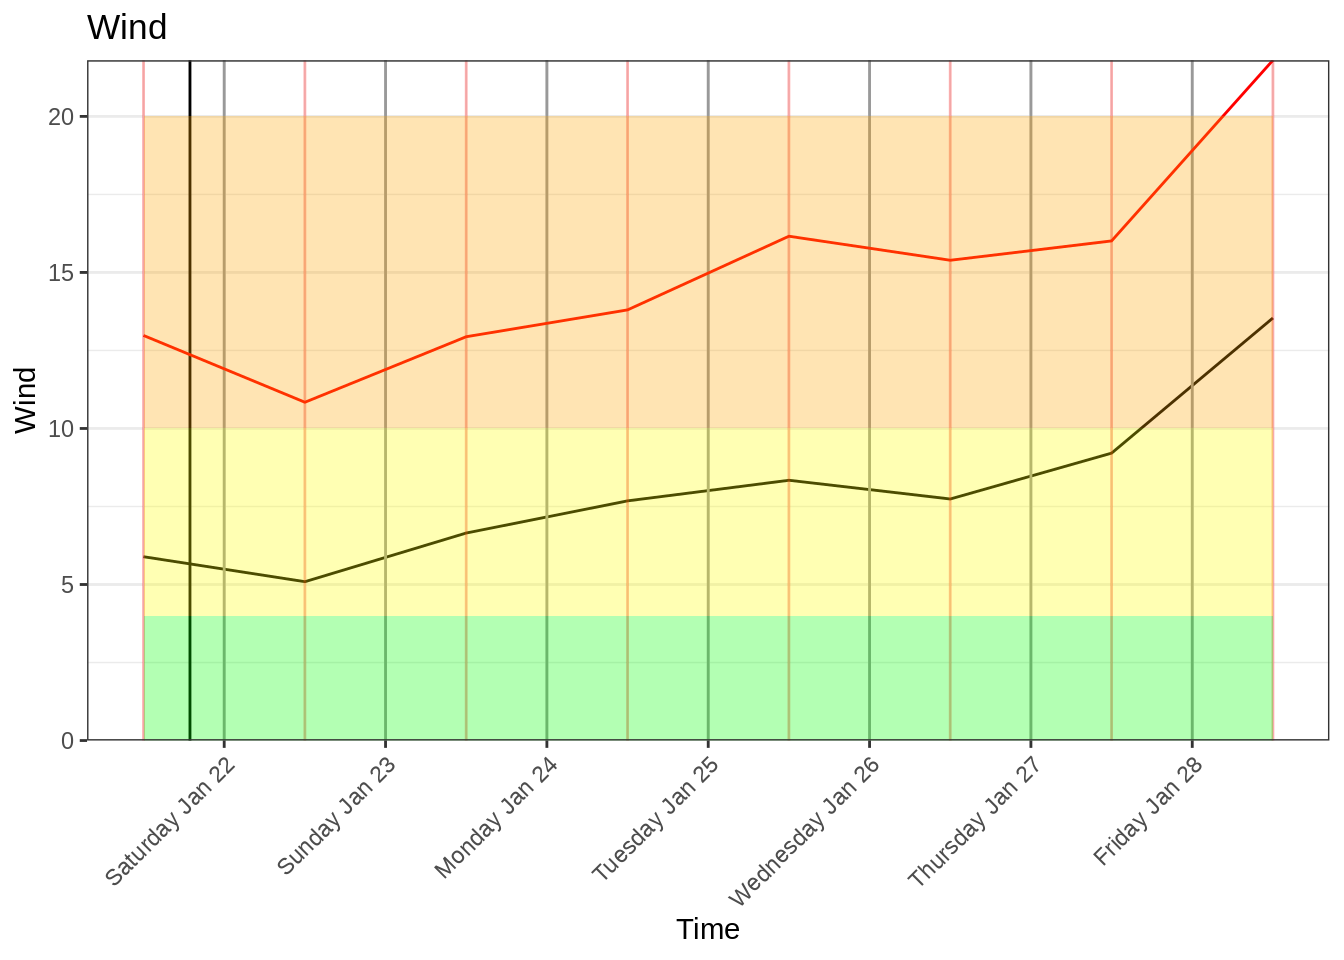 Wind
Wind
20
15
10
5
0
Saturday Jan 22
Sunday Jan 23
Monday Jan 24
Tuesday Jan 25
Wednesday Jan 26
Thursday Jan 27
Friday Jan 28
Time